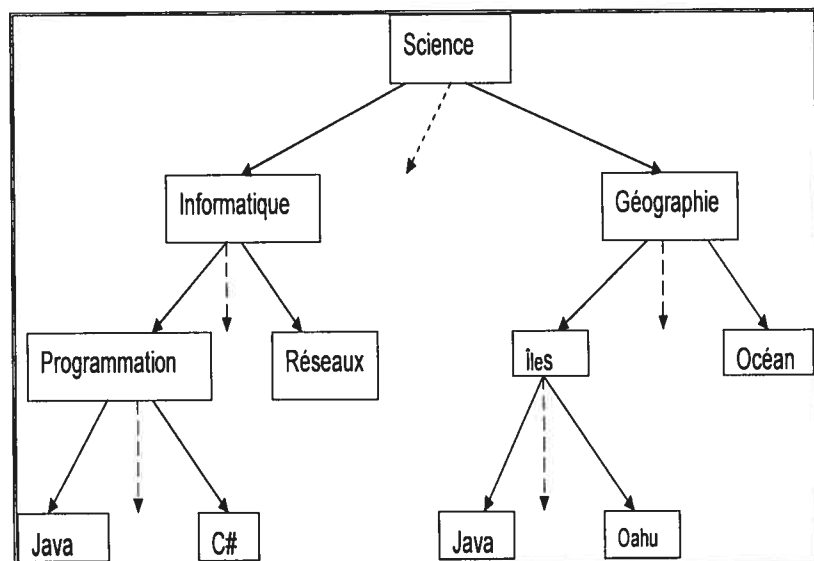 Science
Informatique
Géographie
Programmation
Réseaux
Îles
Océan
Java
C#
Java
Oahu